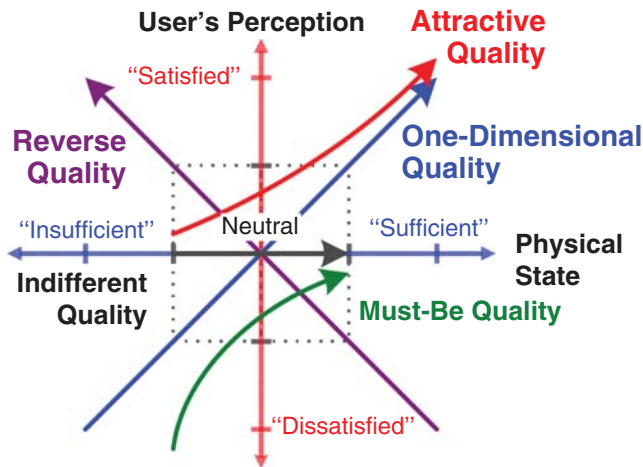 User's Perception
Attractive
Quality
“Satisfied”
Reverse
Quality
One-Dimensional
Quality
“Insufficient”
Neutral
“Sufficient”
Indifferent
Quality
Physical
State
Must-Be Quality
“Dissatisfied”